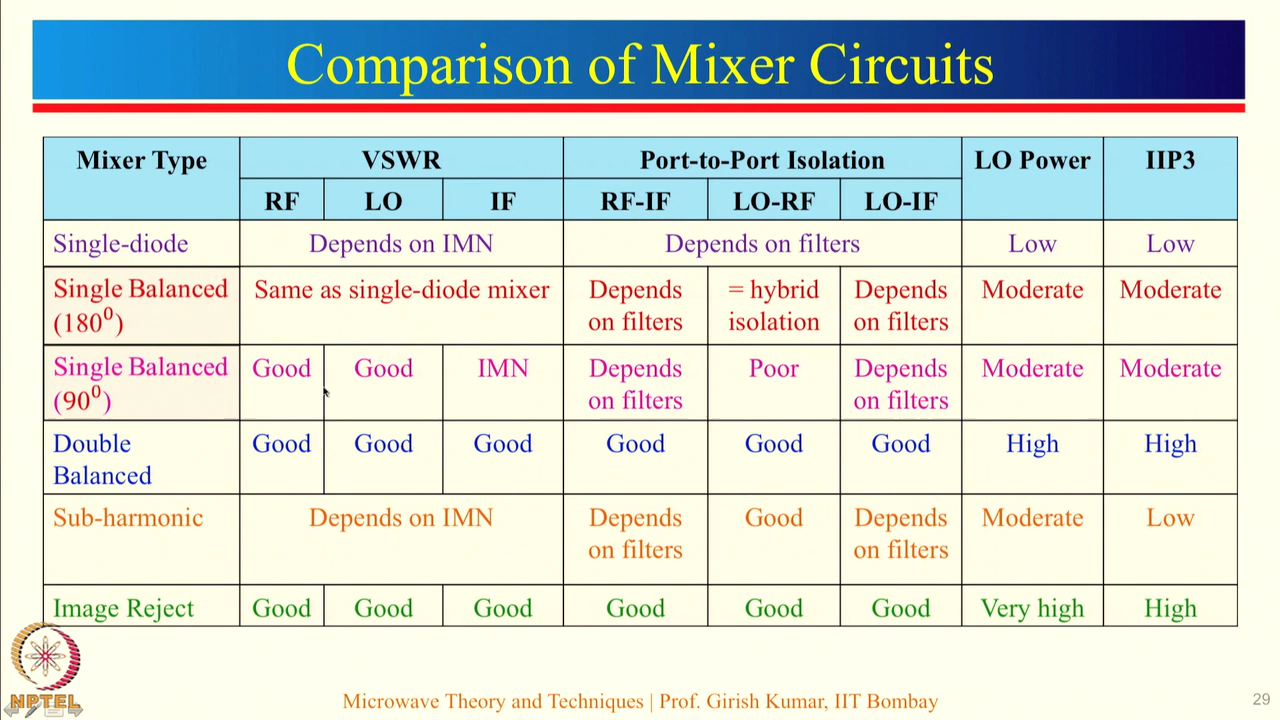 Comparison of Mixer Circuits
Mixer Type VSWR Port-to-Port Isolation LO Power IIP3
RF LO IF RF-IF LO-RF LO-IF
Single-diode Depends on IMN Depends on filters Low Low
Single Balanced Same as single-diode mixer Depends = hybrid Depends Moderate Moderate
(180⁰) on filters isolation on filters
Single Balanced Good Good IMN Depends Poor Depends Moderate Moderate
(90⁰) on filters on filters
Double Good Good Good Good Good Good High High
Balanced
Sub-harmonic Depends on IMN Depends Good Depends Moderate Low
on filters on filters
Image Reject Good Good Good Good Good Good Very high High
NPTEL
Microwave Theory and Techniques | Prof. Girish Kumar, IIT Bombay
29